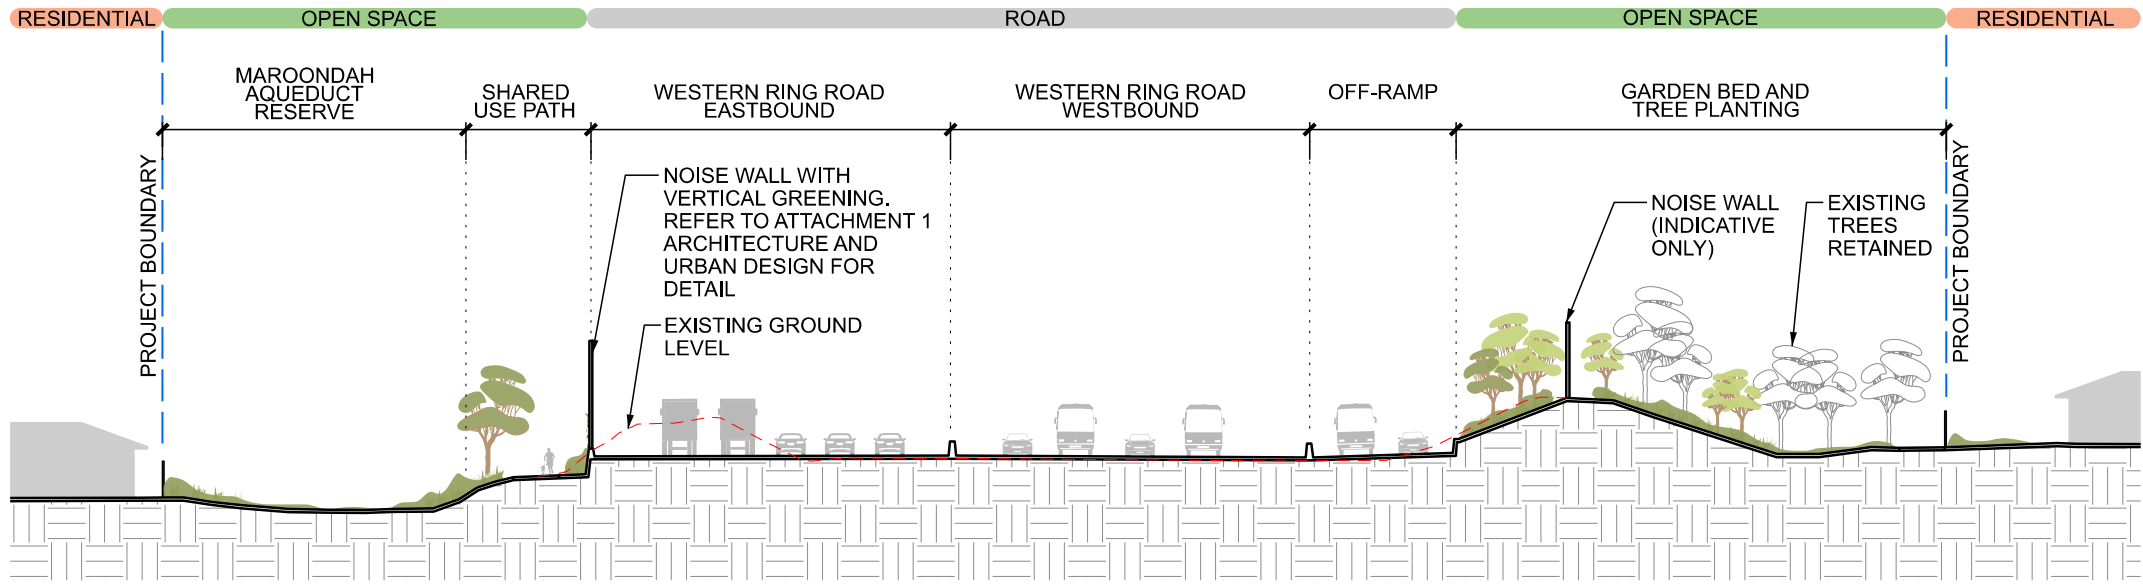 RESIDENTIAL
OPEN SPACE
ROAD
OPEN SPACE
RESIDENTIAL
MAROONDAH
AQUEDUCT
RESERVE
SHARED
USE PATH
WESTERN RING ROAD
EASTBOUND
WESTERN RING ROAD
WESTBOUND
OFF-RAMP
GARDEN BED AND
TREE PLANTING
PROJECT BOUNDARY
NOISE WALL WITH
VERTICAL GREENING.
REFER TO ATTACHMENT 1
ARCHITECTURE AND
URBAN DESIGN FOR
DETAIL
EXISTING GROUND
LEVEL
NOISE WALL
(INDICATIVE
ONLY)
EXISTING
TREES
RETAINED
PROJECT BOUNDARY